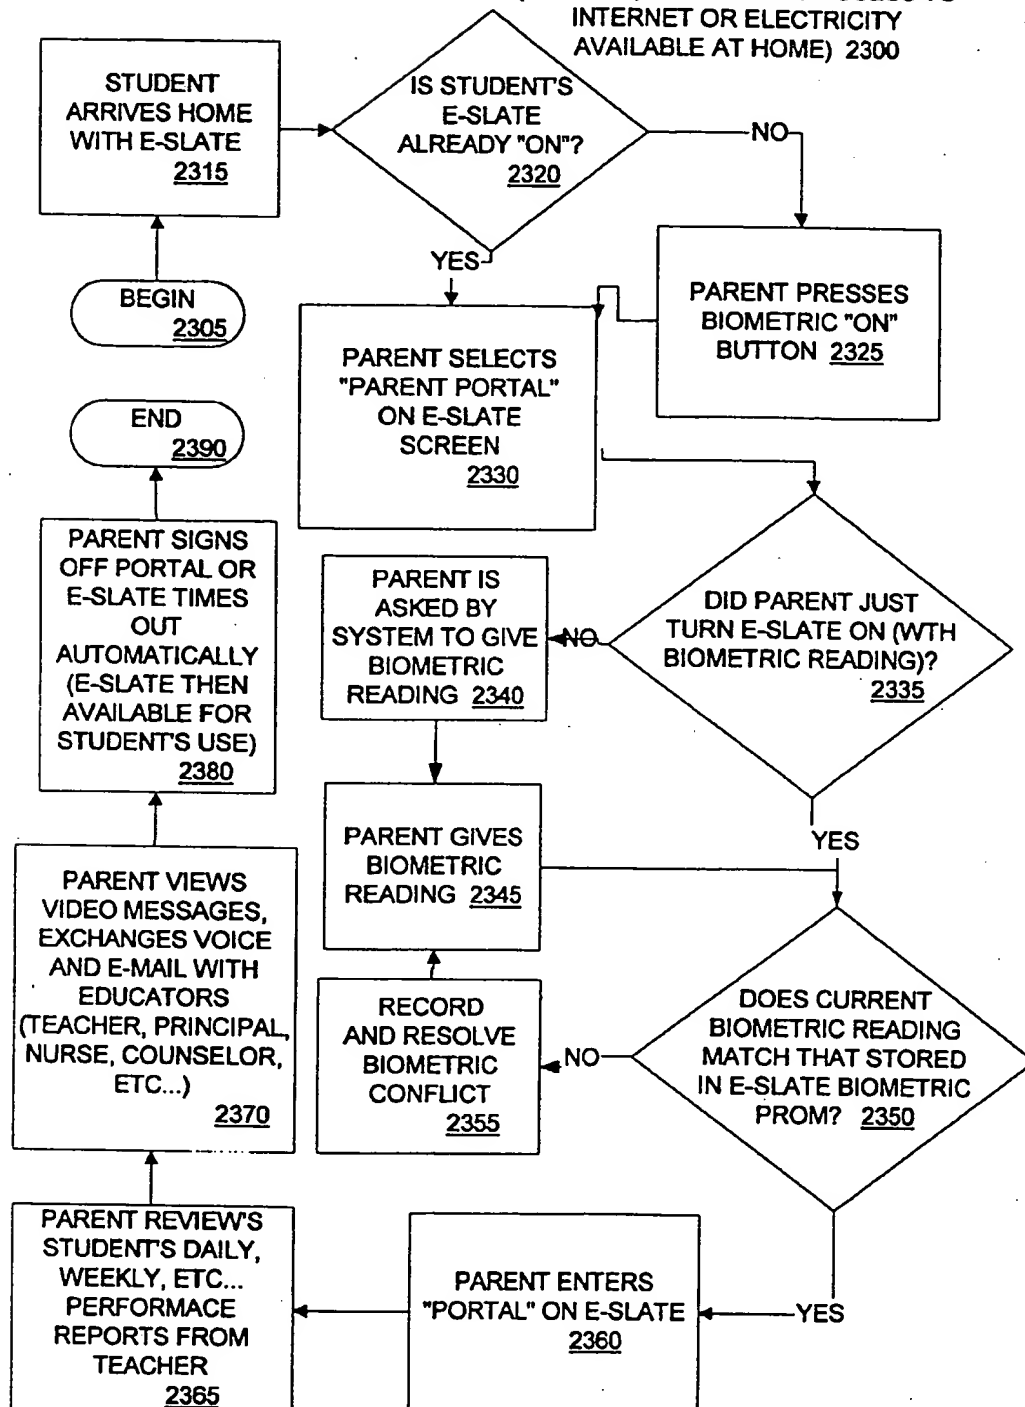 INTERNET OR ELECTRICITY
AVAILABLE AT HOME) 2300
STUDENT
ARRIVES HOME
WITH E-SLATE
2315
IS STUDENT'S
E-SLATE
ALREADY "ON"?
2320
NO
YES
BEGIN
2305
PARENT PRESSES
BIOMETRIC "ON"
BUTTON 2325
PARENT SELECTS
"PARENT PORTAL"
ON E-SLATE
SCREEN
2330
END
2390
PARENT SIGNS
OFF PORTAL OR
E-SLATE TIMES
OUT
AUTOMATICALLY
(E-SLATE THEN
AVAILABLE FOR
STUDENT'S USE)
2380
PARENT IS
ASKED BY
SYSTEM TO GIVE
BIOMETRIC
READING 2340
NO
DID PARENT JUST
TURN E-SLATE ON (WTH
BIOMETRIC READING)?
2335
YES
PARENT GIVES
BIOMETRIC
READING 2345
PARENT VIEWS
VIDEO MESSAGES,
EXCHANGES VOICE
AND E-MAIL WITH
EDUCATORS
(TEACHER, PRINCIPAL,
NURSE, COUNSELOR,
ETC...)
2370
RECORD
AND RESOLVE
BIOMETRIC
CONFLICT
2355
NO
DOES CURRENT
BIOMETRIC READING
MATCH THAT STORED
IN E-SLATE BIOMETRIC
PROM? 2350
YES
PARENT REVIEW'S
STUDENT'S DAILY,
WEEKLY, ETC...
PERFORMACE
REPORTS FROM
TEACHER
2365
PARENT ENTERS
"PORTAL" ON E-SLATE
2360